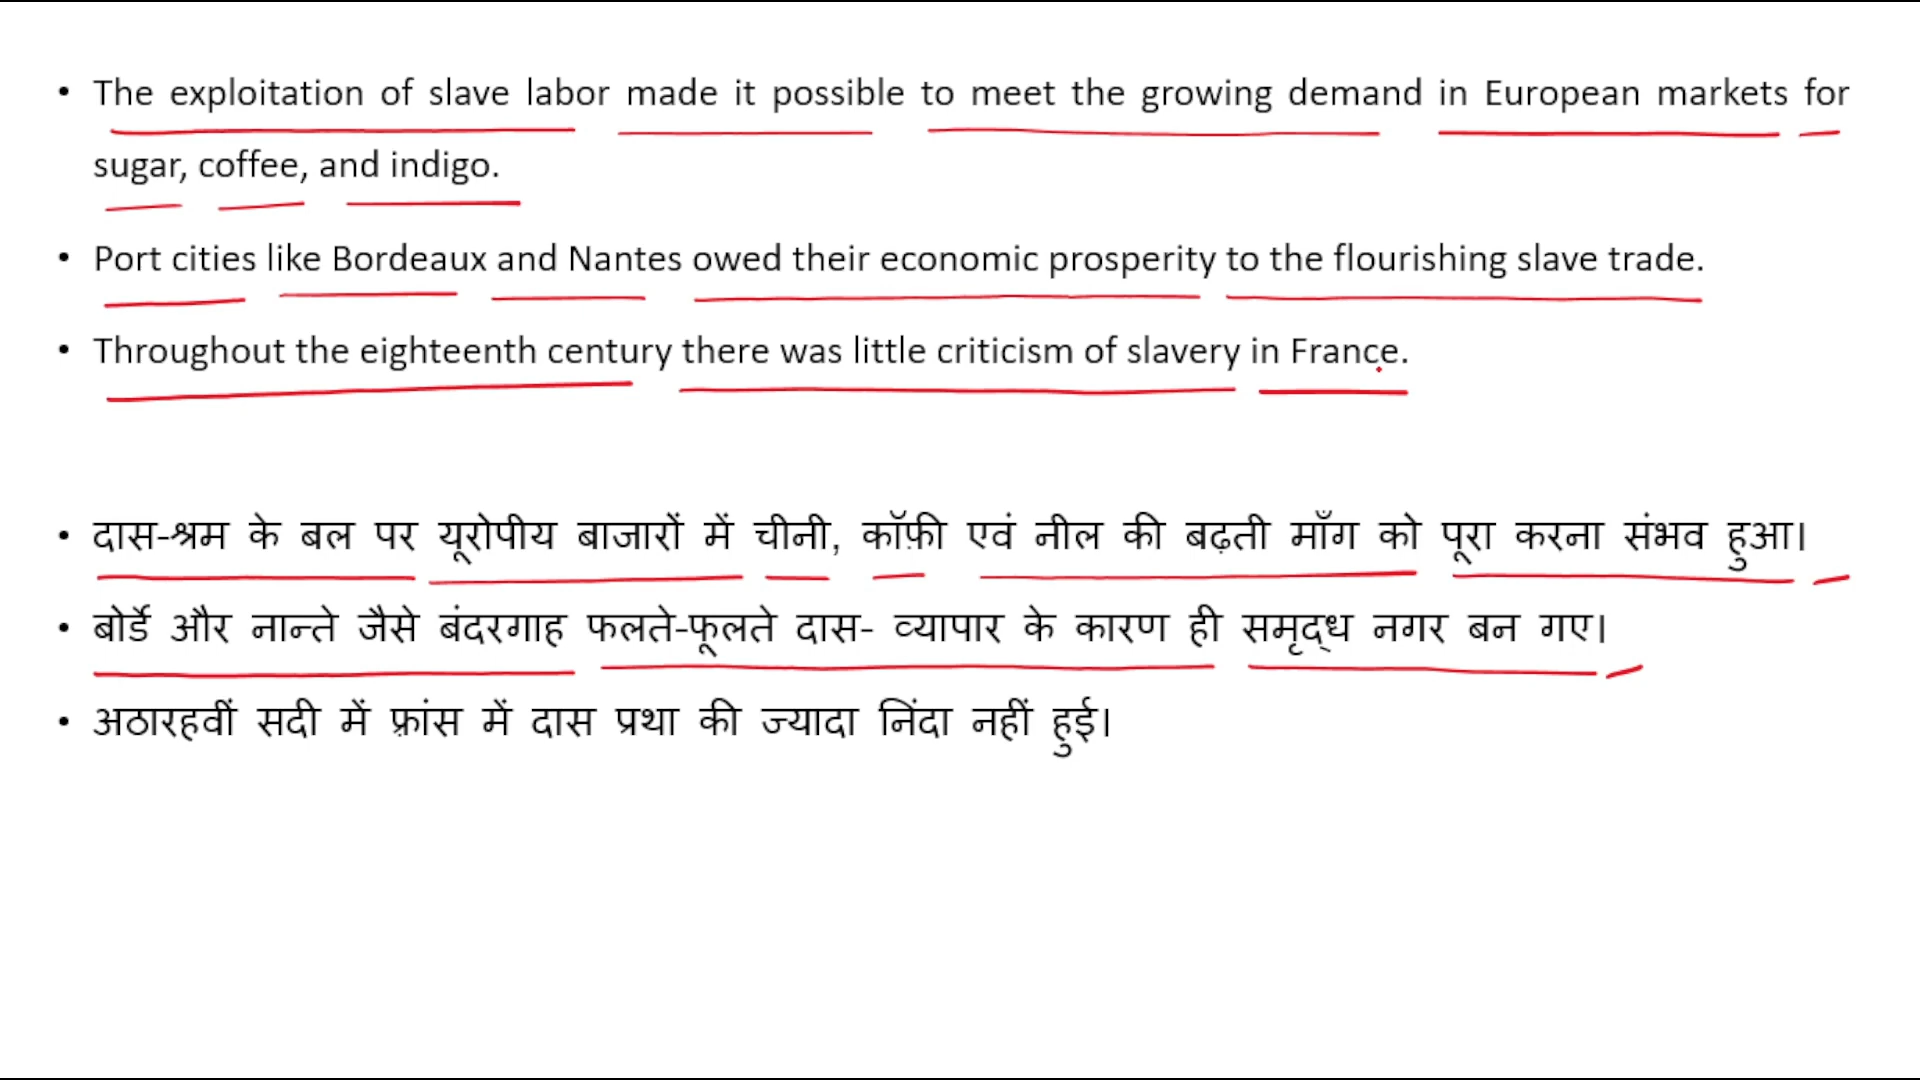 • The exploitation of slave labor made it possible to meet the growing demand in European markets for
sugar, coffee, and indigo.
• Port cities like Bordeaux and Nantes owed their economic prosperity to the flourishing slave trade.
• Throughout the eighteenth century there was little criticism of slavery in France.
• दास-श्रम के बल पर यूरोपीय बाजारों में चीनी, कॉफ़ी एवं नील की बढ़ती माँग को पूरा करना संभव हुआ।
• बोर्डे और नान्ते जैसे बंदरगाह फलते-फूलते दास- व्यापार के कारण ही समृद्ध नगर बन गए।
• अठारहवीं सदी में फ़्रांस में दास प्रथा की ज्यादा निंदा नहीं हुई।